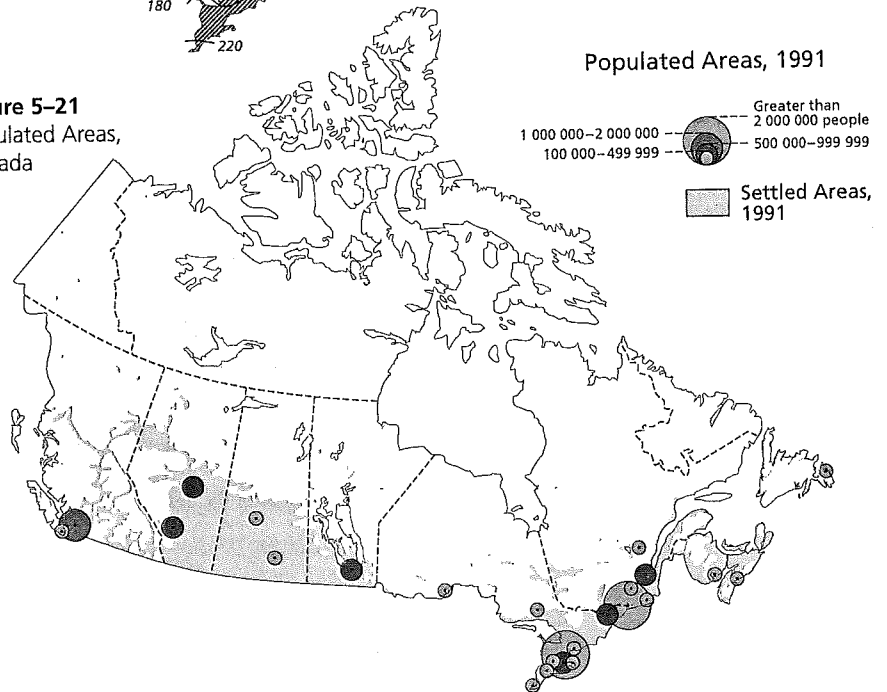 180
220
ure 5–21
ulated Areas,
ada
Populated Areas, 1991
Greater than
2 000 000 people
1 000 000–2 000 000
500 000–999 999
100 000–499 999
Settled Areas,
1991